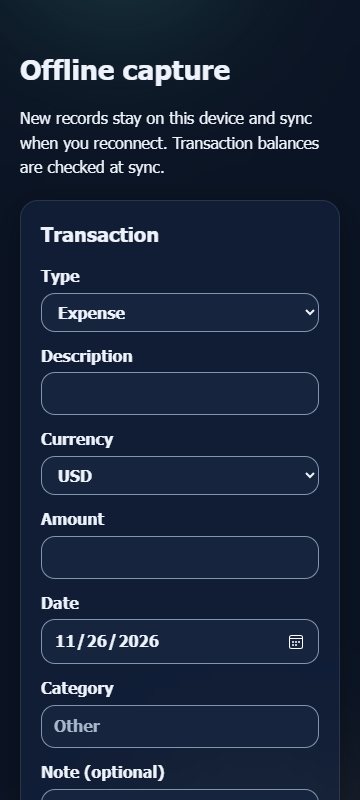 Offline capture
New records stay on this device and sync
when you reconnect. Transaction balances
are checked at sync.
Transaction
Type
Expense
Description
Currency
USD
Amount
Date
11/26/2026
Category
Other
Note (optional)